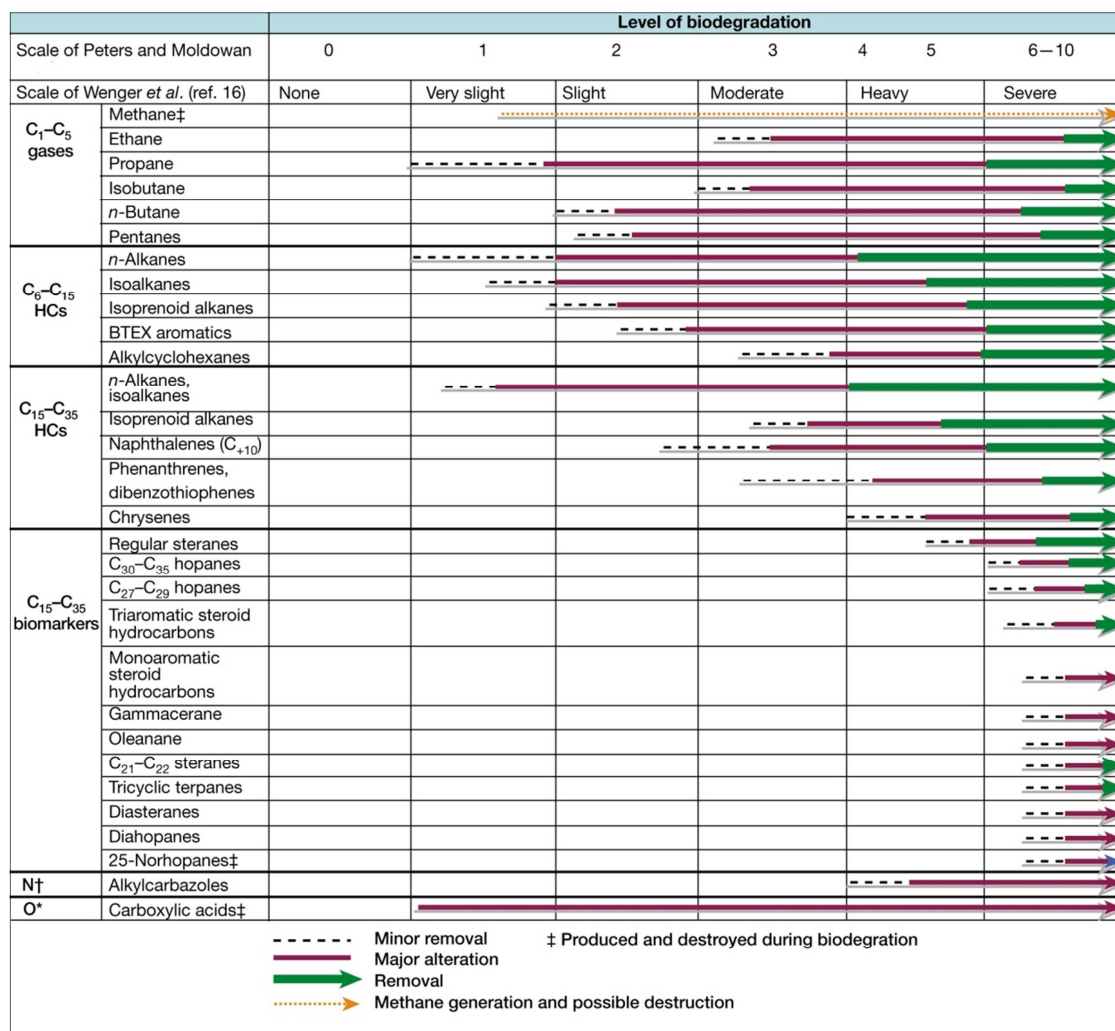 Level of biodegradation
Scale of Peters and Moldowan 0 1 2 3 4 5 6—10
Scale of Wenger et al. (ref. 16) None Very slight Slight Moderate Heavy Severe
C1–C5 gases
Methane‡
Ethane
Propane
Isobutane
n-Butane
Pentanes
C6–C15 HCs
n-Alkanes
Isoalkanes
Isoprenoid alkanes
BTEX aromatics
Alkylcyclohexanes
C15–C35 HCs
n-Alkanes,
isoalkanes
Isoprenoid alkanes
Naphthalenes (C+10)
Phenanthrenes,
dibenzothiophenes
Chrysenes
C15–C35 biomarkers
Regular steranes
C30–C35 hopanes
C27–C29 hopanes
Triaromatic steroid
hydrocarbons
Monoaromatic
steroid
hydrocarbons
Gammacerane
Oleanane
C21–C22 steranes
Tricyclic terpanes
Diasteranes
Diahopanes
25-Norhopanes‡
N† Alkylcarbazoles
O* Carboxylic acids‡
Minor removal ‡ Produced and destroyed during biodegration
Major alteration
Removal
Methane generation and possible destruction